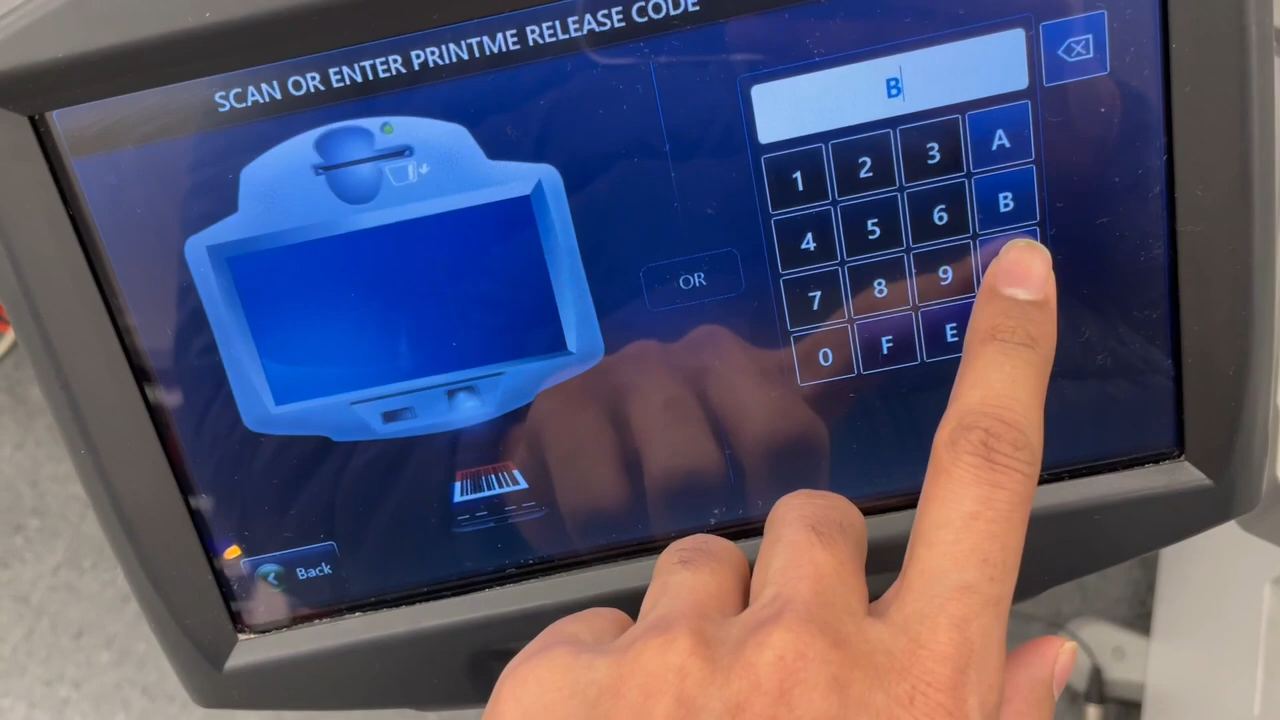 SCAN OR ENTER PRINTME RELEASE CODE
B
1 2 3 A
4 5 6 B
7 8 9
0 F E
OR
Back